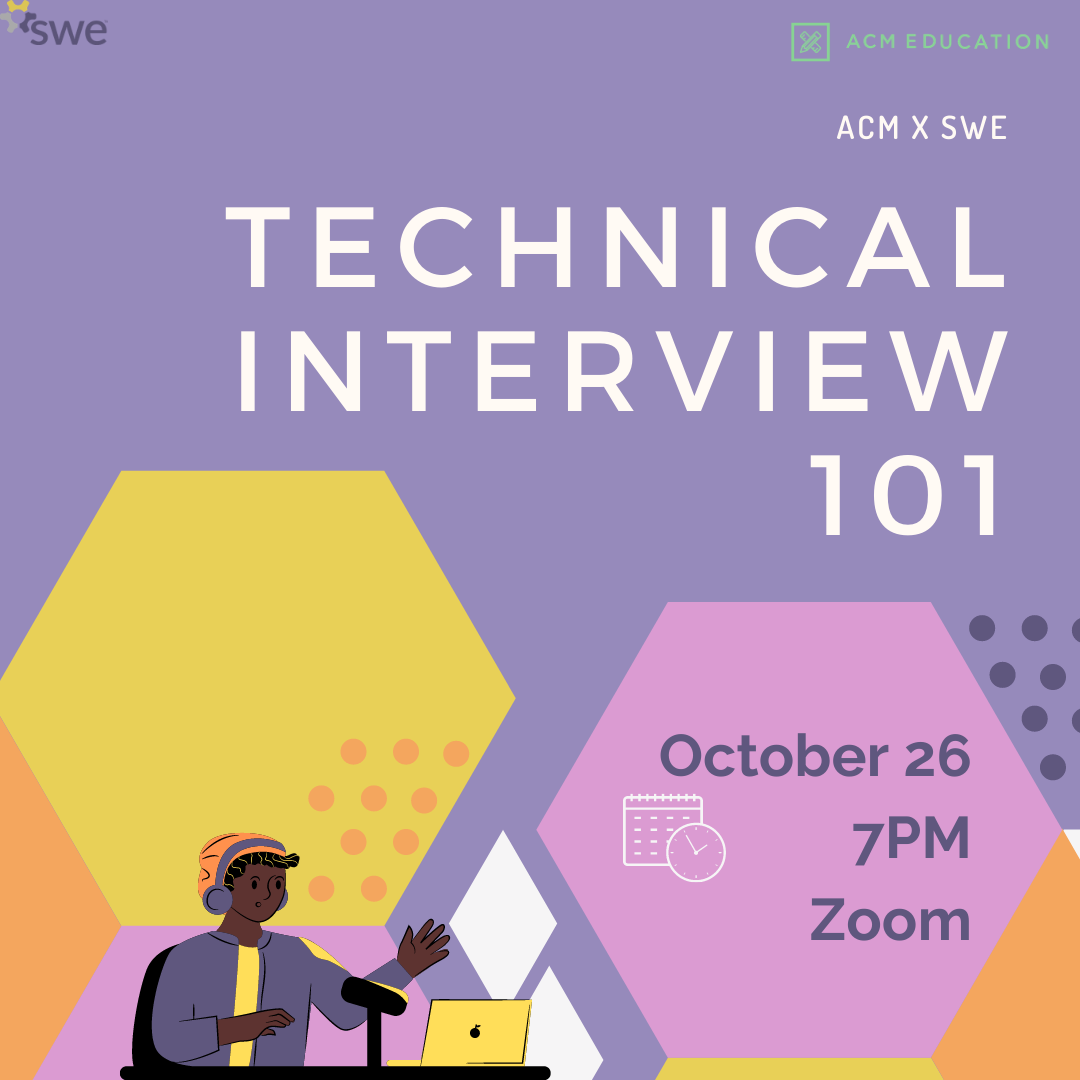 swe
ACM EDUCATION
ACM X SWE
TECHNICAL
INTERVIEW
101
October 26
7PM
Zoom